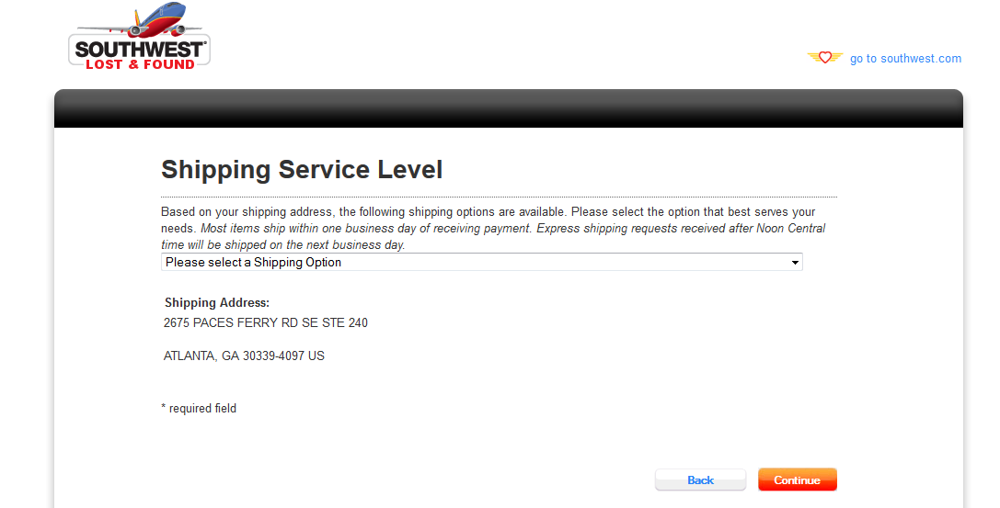 SOUTHWEST
LOST & FOUND
go to southwest.com
Shipping Service Level
Based on your shipping address, the following shipping options are available. Please select the option that best serves your
needs. Most items ship within one business day of receiving payment. Express shipping requests received after Noon Central
time will be shipped on the next business day.
Please select a Shipping Option
Shipping Address:
2675 PACES FERRY RD SE STE 240
ATLANTA, GA 30339-4097 US
* required field
Back
Continue